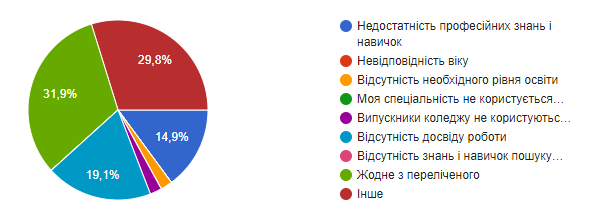 29,8%
31,9%
14,9%
19,1%
Недостатність професійних знань і
навичок
Невідповідність віку
Відсутність необхідного рівня освіти
Моя спеціальність не користується…
Випускники коледжу не користуютьс…
Відсутність досвіду роботи
Відсутність знань і навичок пошуку…
Жодне з переліченого
Інше